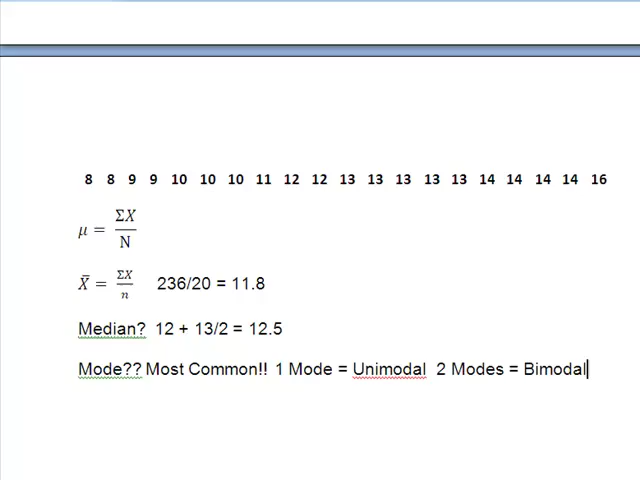 8 8 9 9 10 10 10 11 12 12 13 13 13 13 13 14 14 14 14 16
μ = ΣX/N
X̄ = ΣX/n 236/20 = 11.8
Median? 12 + 13/2 = 12.5
Mode?? Most Common!! 1 Mode = Unimodal 2 Modes = Bimodal